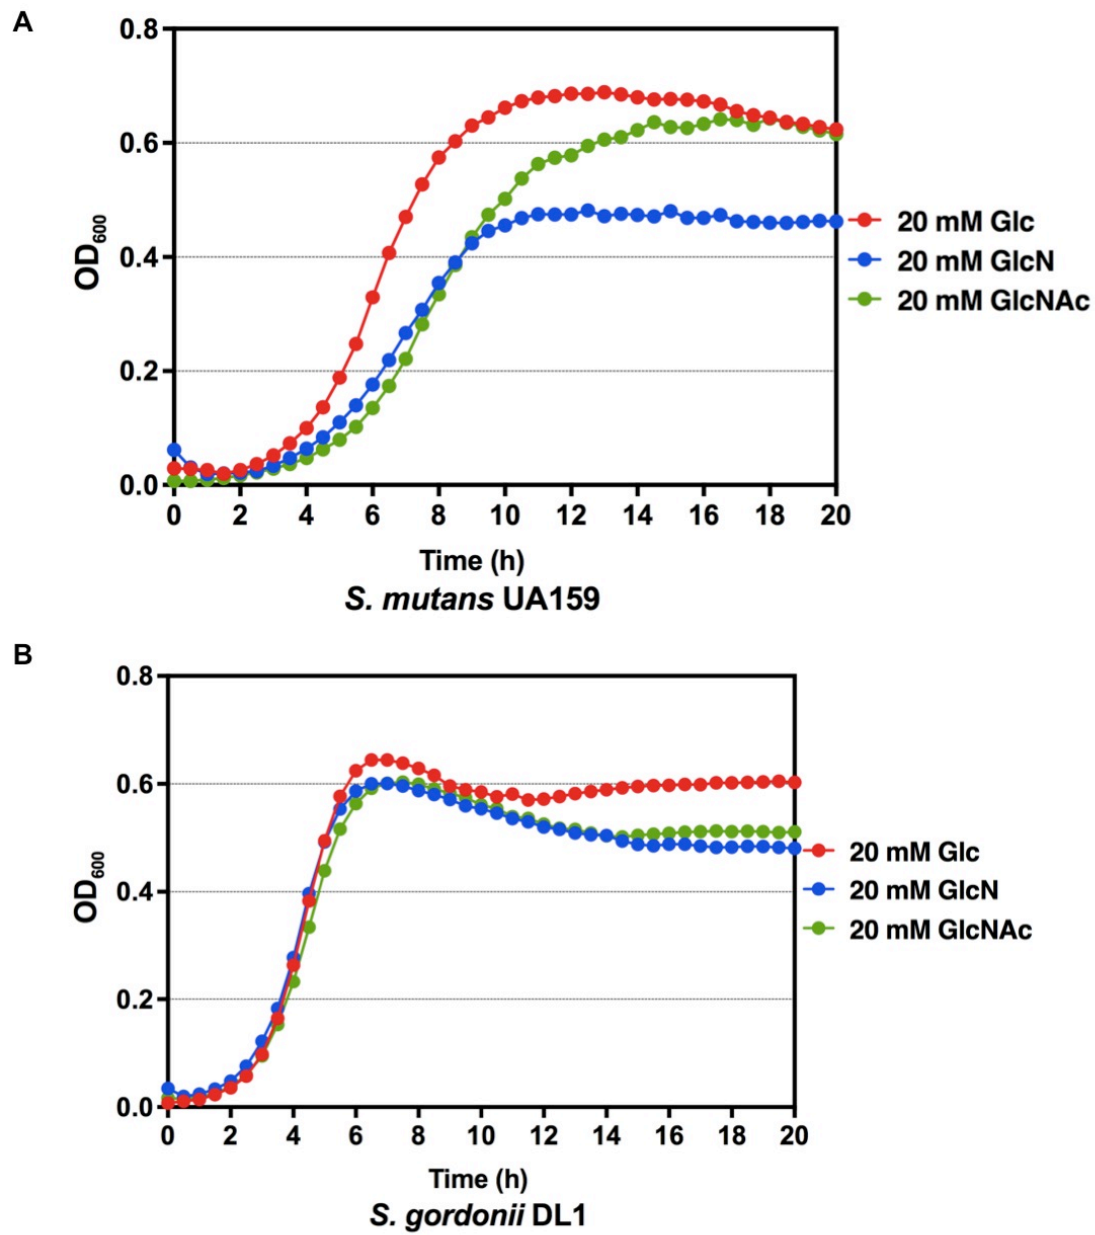 A
0.8
0.6
0.4
0.2
0.0
OD600
0 2 4 6 8 10 12 14 16 18 20
Time (h)
S. mutans UA159
20 mM Glc
20 mM GlcN
20 mM GlcNAc
B
0.8
0.6
0.4
0.2
0.0
OD600
0 2 4 6 8 10 12 14 16 18 20
Time (h)
S. gordonii DL1
20 mM Glc
20 mM GlcN
20 mM GlcNAc